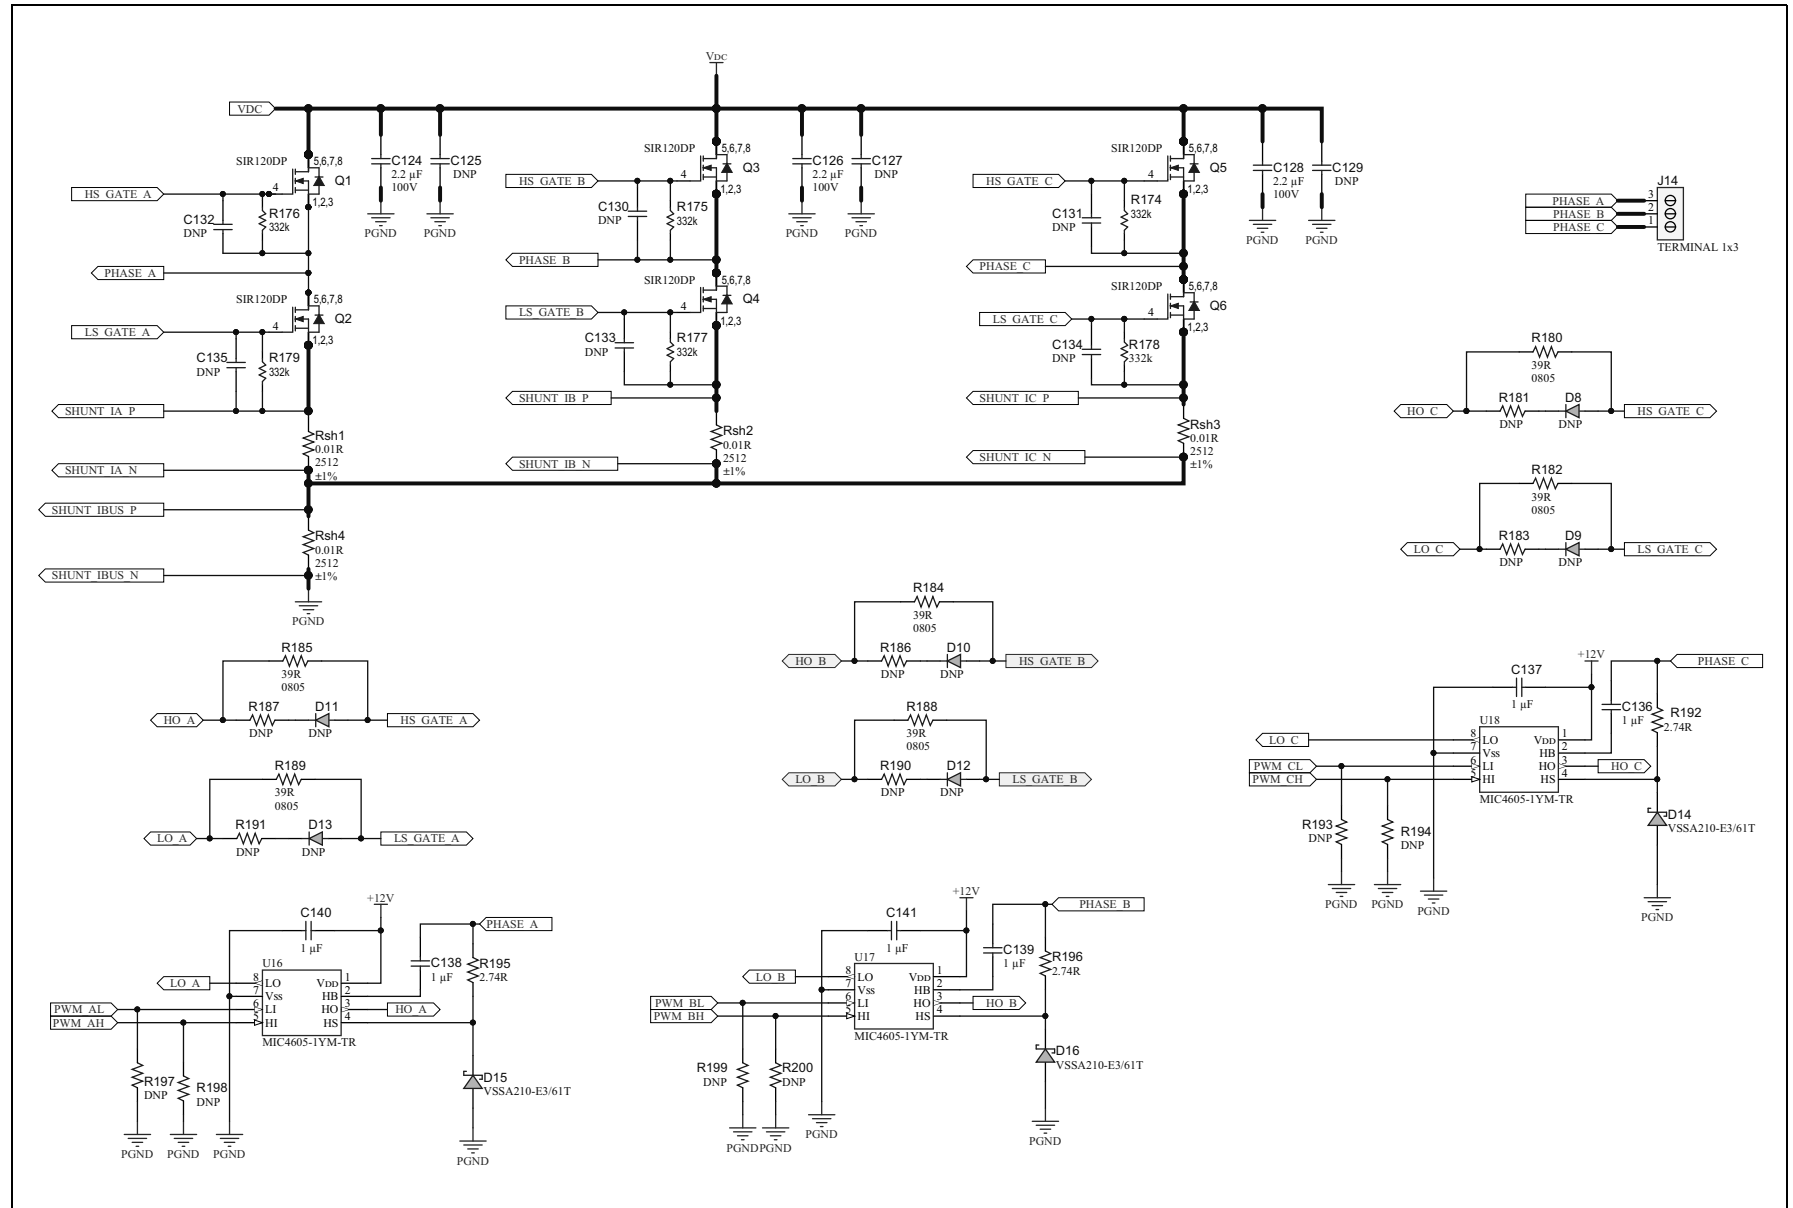 VDC
VDC
SIR120DP
5,6,7,8
Q1
4
1,2,3
HS_GATE_A
C132
DNP
R176
332k
C124
2.2 µF
100V
C125
DNP
PGND
PGND
PHASE_A
SIR120DP
5,6,7,8
Q2
4
1,2,3
LS_GATE_A
C135
DNP
R179
332k
SHUNT_IA_P
Rsh1
0.01R
2512
±1%
SHUNT_IA_N
SHUNT_IBUS_P
Rsh4
0.01R
2512
±1%
SHUNT_IBUS_N
PGND
SIR120DP
5,6,7,8
Q3
4
1,2,3
HS_GATE_B
C130
DNP
R175
332k
C126
2.2 µF
100V
C127
DNP
PGND
PGND
PHASE_B
SIR120DP
5,6,7,8
Q4
4
1,2,3
LS_GATE_B
C133
DNP
R177
332k
SHUNT_IB_P
Rsh2
0.01R
2512
±1%
SHUNT_IB_N
SIR120DP
5,6,7,8
Q5
4
1,2,3
HS_GATE_C
C131
DNP
R174
332k
C128
2.2 µF
100V
C129
DNP
PGND
PGND
PHASE_C
SIR120DP
5,6,7,8
Q6
4
1,2,3
LS_GATE_C
C134
DNP
R178
332k
SHUNT_IC_P
Rsh3
0.01R
2512
±1%
SHUNT_IC_N
J14
PHASE_A 3
PHASE_B 2
PHASE_C 1
TERMINAL 1x3
R180
39R
0805
R181
DNP
D8
DNP
HO_C
HS_GATE_C
R182
39R
0805
R183
DNP
D9
DNP
LO_C
LS_GATE_C
R184
39R
0805
R186
DNP
D10
DNP
HO_B
HS_GATE_B
R188
39R
0805
R190
DNP
D12
DNP
LO_B
LS_GATE_B
R185
39R
0805
R187
DNP
D11
DNP
HO_A
HS_GATE_A
R189
39R
0805
R191
DNP
D13
DNP
LO_A
LS_GATE_A
+12V
PHASE_C
C137
1 µF
C136
1 µF
R192
2.74R
U18
LO_C
8 LO
7 VSS
6 LI
5 HI
VDD 1
HB 2
HO 3
HS 4
PWM_CL
PWM_CH
HO_C
MIC4605-1YM-TR
R193
DNP
R194
DNP
D14
VSSA210-E3/61T
PGND
PGND
PGND
PGND
+12V
C140
1 µF
PHASE_A
C138
1 µF
R195
2.74R
U16
LO_A
8 LO
7 VSS
6 LI
5 HI
VDD 1
HB 2
HO 3
HS 4
PWM_AL
PWM_AH
HO_A
MIC4605-1YM-TR
R197
DNP
R198
DNP
D15
VSSA210-E3/61T
PGND
PGND
PGND
PGND
+12V
C141
1 µF
PHASE_B
C139
1 µF
R196
2.74R
U17
LO_B
8 LO
7 VSS
6 LI
5 HI
VDD 1
HB 2
HO 3
HS 4
PWM_BL
PWM_BH
HO_B
MIC4605-1YM-TR
R199
DNP
R200
DNP
D16
VSSA210-E3/61T
PGND
PGND
PGND
PGND